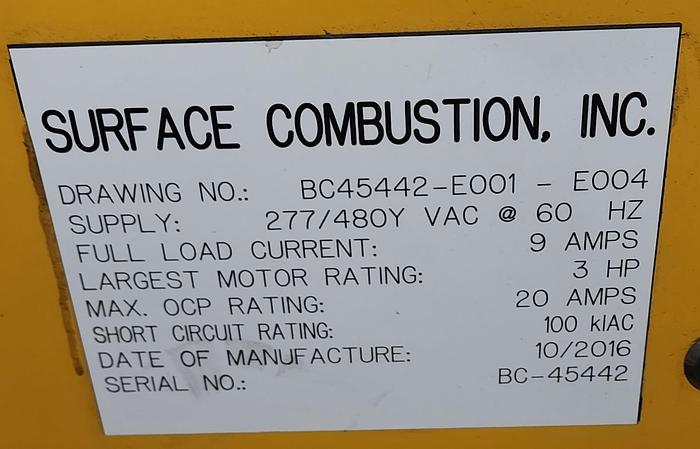 SURFACE COMBUSTION, INC.
DRAWING NO.: BC45442-E001 - E004
SUPPLY: 277/480Y VAC @ 60 HZ
FULL LOAD CURRENT: 9 AMPS
LARGEST MOTOR RATING: 3 HP
MAX. OCP RATING: 20 AMPS
SHORT CIRCUIT RATING: 100 kIAC
DATE OF MANUFACTURE: 10/2016
SERIAL NO.: BC-45442